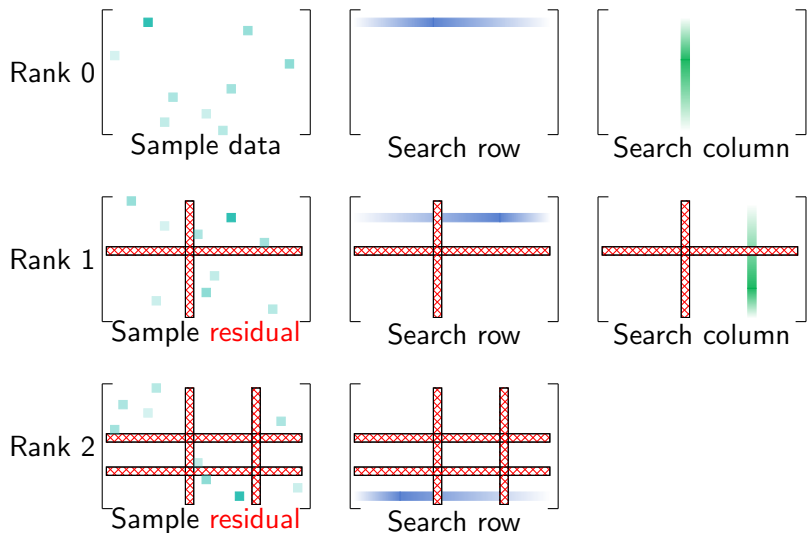 Rank 0
Sample data
Search row
Search column
Rank 1
Sample residual
Search row
Search column
Rank 2
Sample residual
Search row